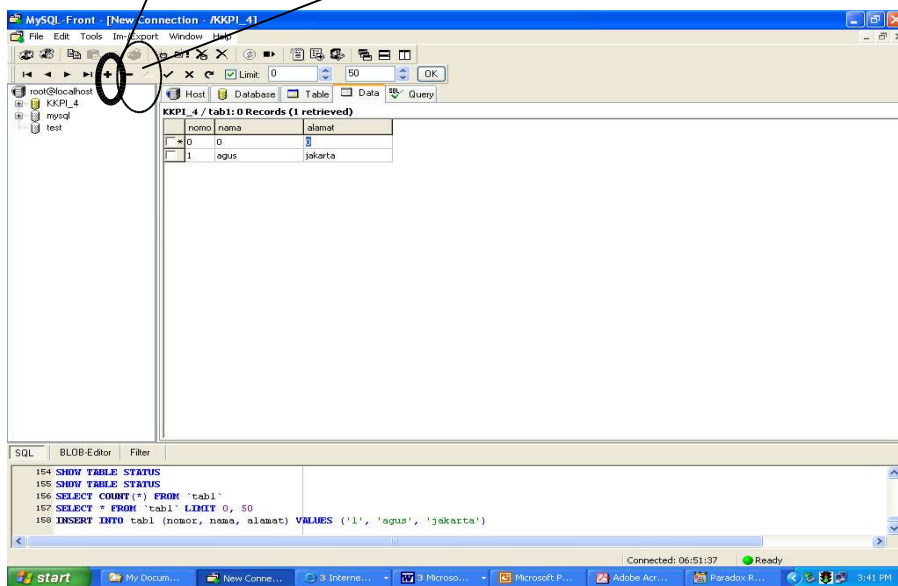 MySQL-Front - [New Connection - /KKPI_4]
File Edit Tools Im-/Export Window Help
Limit: 0 50 OK
root@localhost
KKPI_4
mysql
test
Host Database Table Data SQL Query
KKPI_4 / tab1: 0 Records (1 retrieved)
nomo nama alamat
* 0 0 0
1 agus jakarta
SQL BLOB-Editor Filter
154 SHOW TABLE STATUS
155 SHOW TABLE STATUS
156 SELECT COUNT(*) FROM `tab1`
157 SELECT * FROM `tab1` LIMIT 0, 50
158 INSERT INTO tab1 (nomor, nama, alamat) VALUES ('1', 'agus', 'jakarta')
Connected: 06:51:37 Ready
start My Docum... New Conne... 3 Interne... 3 Microso... Microsoft P... Adobe Acr... Paradox R... 3:41 PM